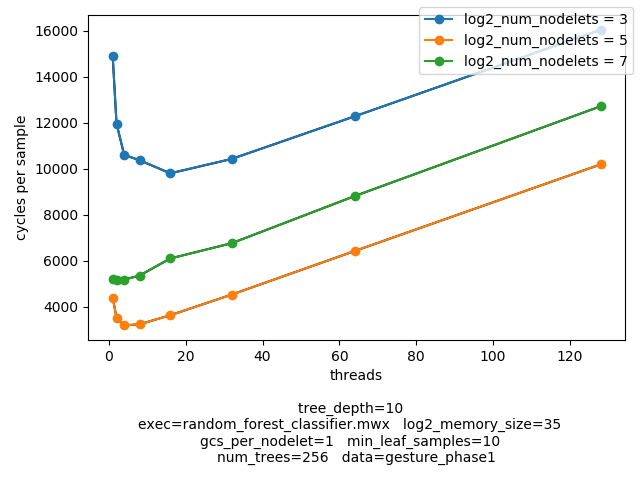 log2_num_nodelets = 3
log2_num_nodelets = 5
log2_num_nodelets = 7
16000
14000
12000
10000
8000
6000
4000
cycles per sample
0 20 40 60 80 100 120
threads
tree_depth=10
exec=random_forest_classifier.mwx log2_memory_size=35
gcs_per_nodelet=1 min_leaf_samples=10
num_trees=256 data=gesture_phase1